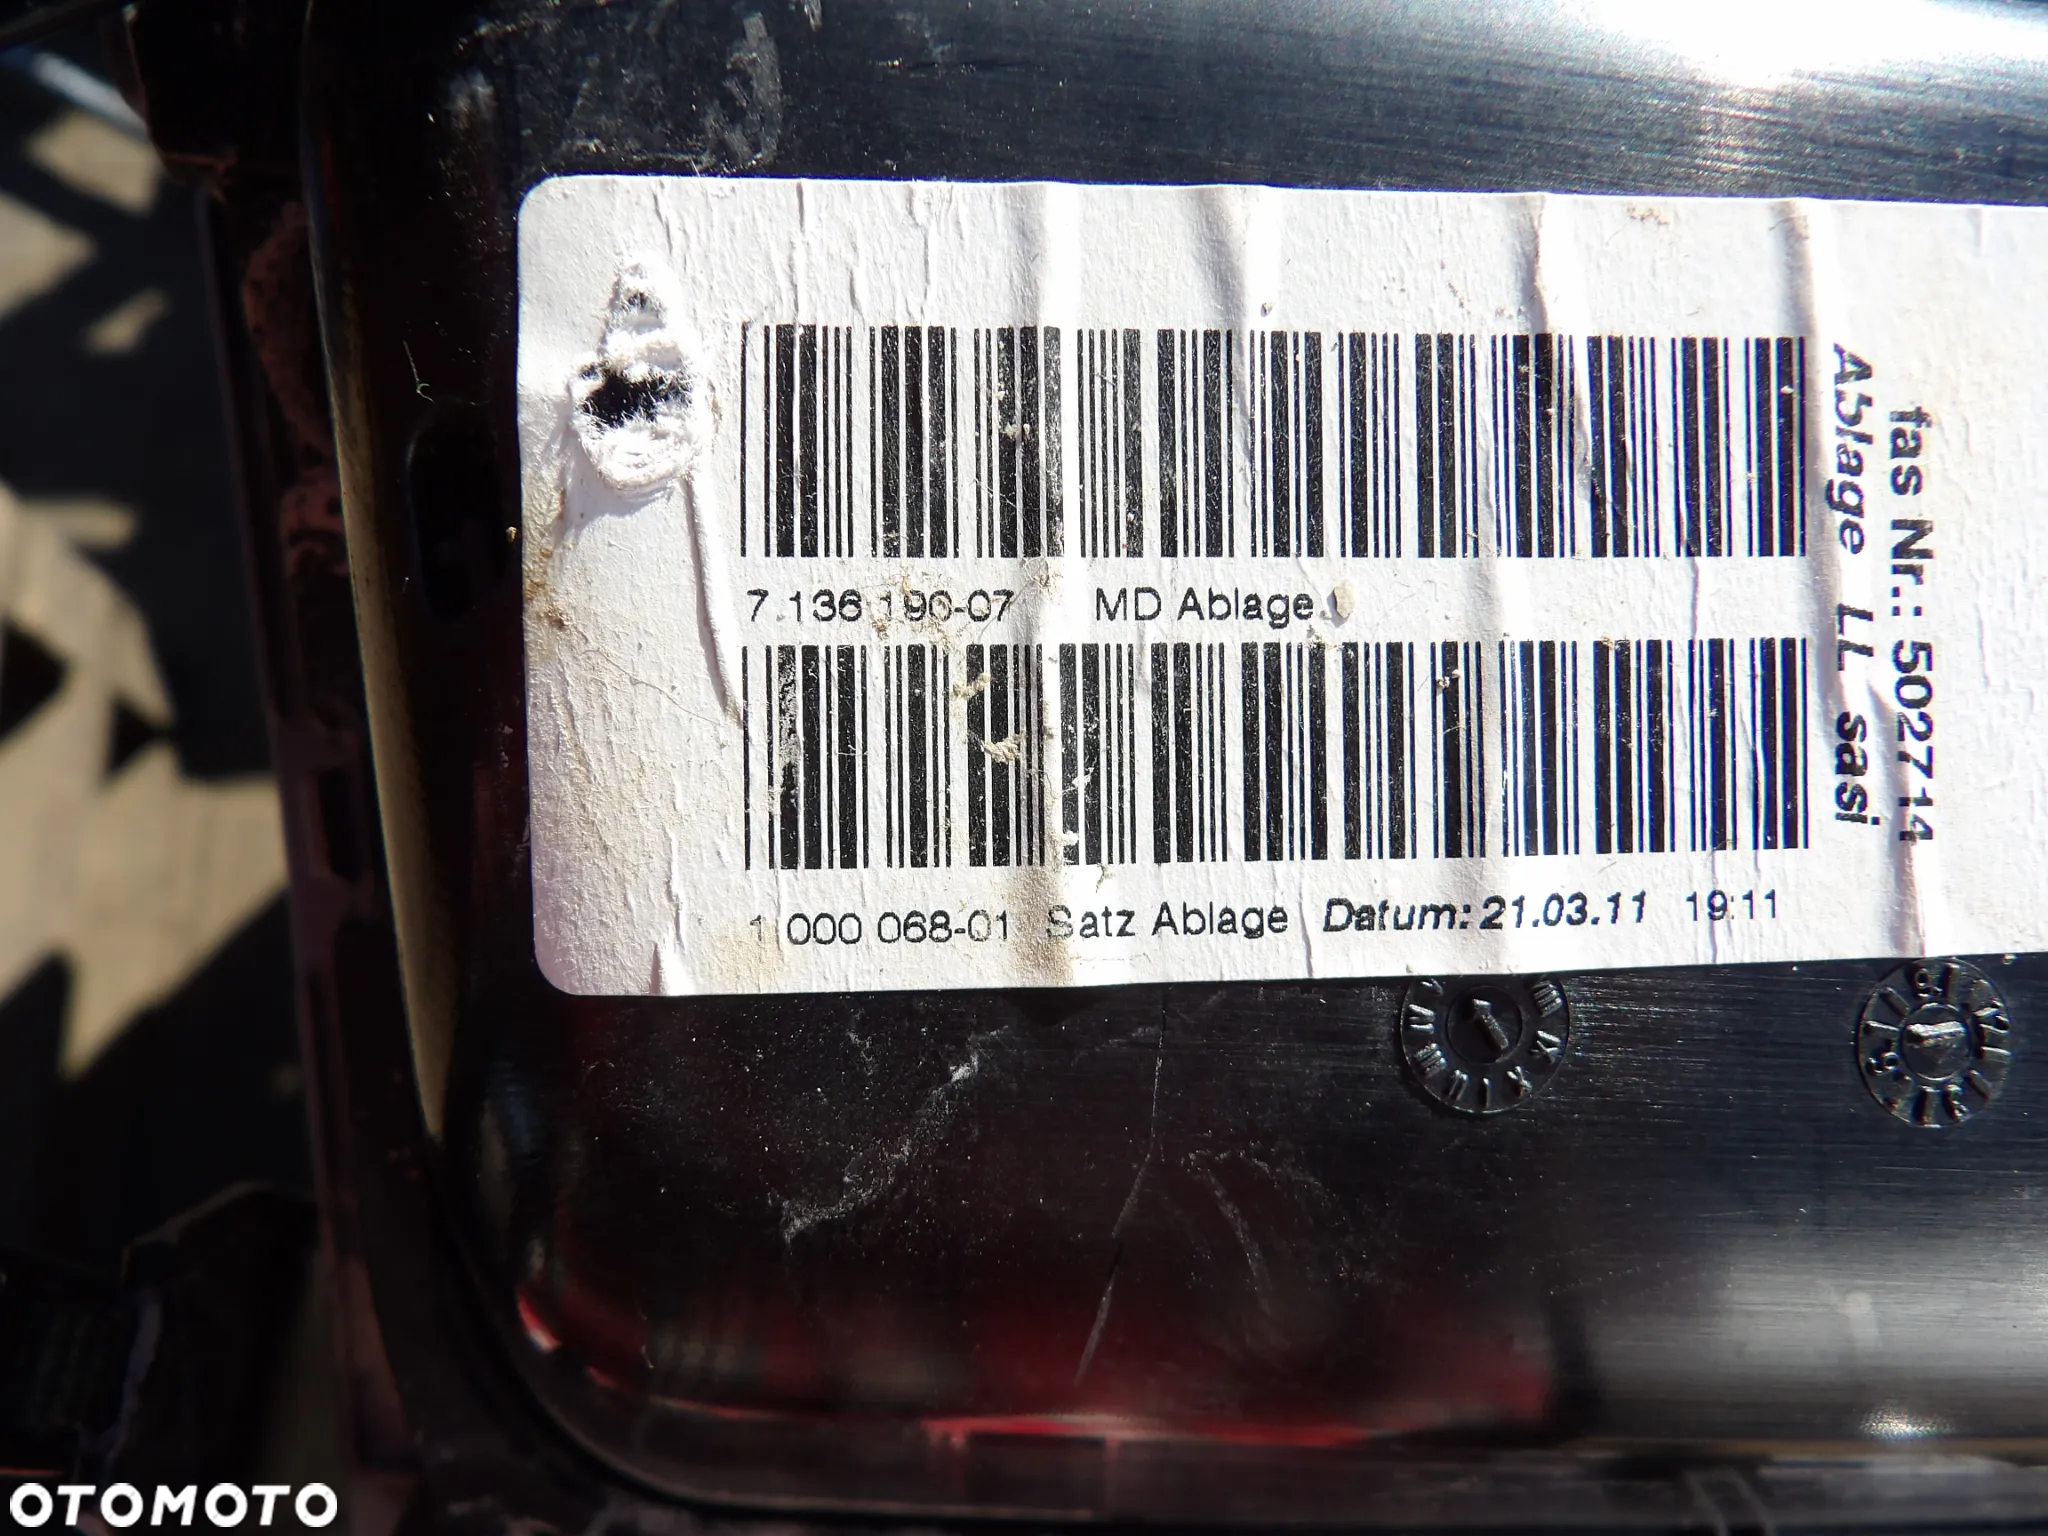 7.136 190-07 MD Ablage
1 000 068-01 Satz Ablage Datum: 21.03.11 19:11
fas Nr.: 502714
Ablage LL sasi
OTOMOTO